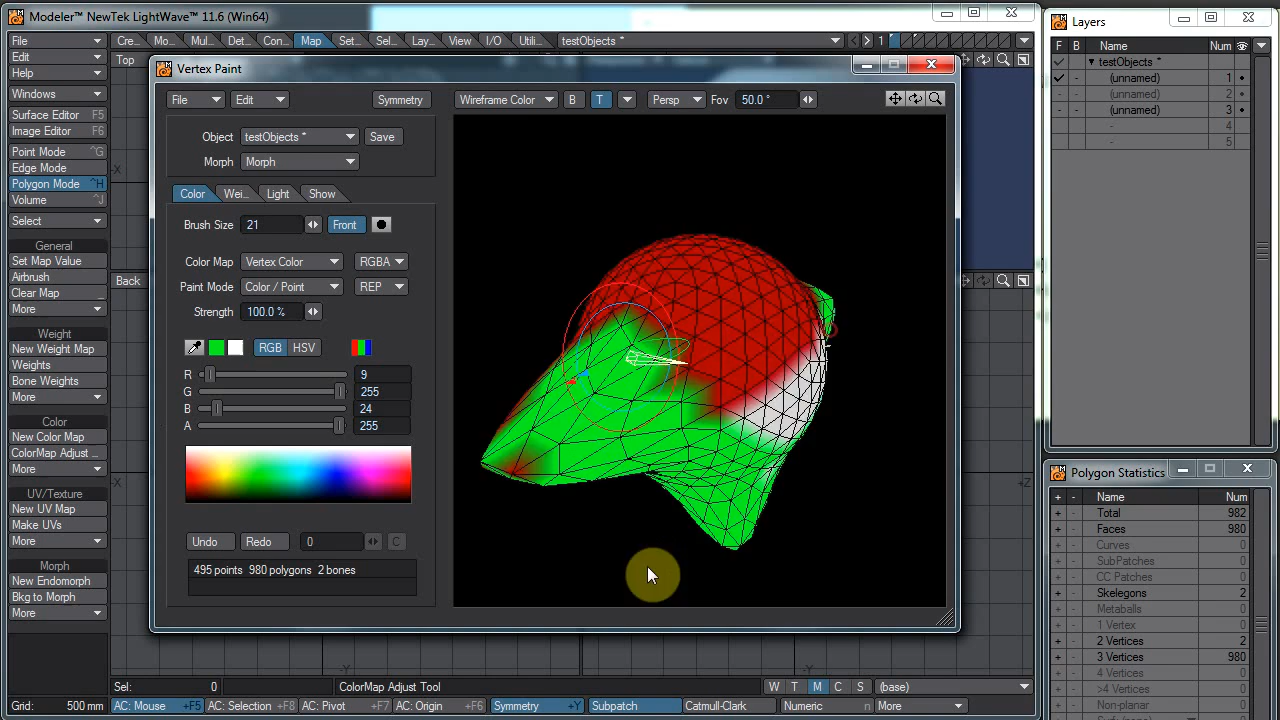 Modeler™ NewTek LightWave™ 11.6 (Win64)
File
Cre... Mo... Mul... Det... Con... Map Set... Sel... Lay... View I/O Utili... testObjects * 1
Edit
Help
Windows
Surface Editor F5
Image Editor F6
Point Mode ^G
Edge Mode
Polygon Mode ^H
Volume ^J
Select
General
Set Map Value
Airbrush
Clear Map ...
More
Weight
New Weight Map
Weights
Bone Weights
More
Color
New Color Map
ColorMap Adjust ...
More
UV/Texture
New UV Map
Make UVs
More
Morph
New Endomorph
Bkg to Morph
More
Top
-X
Back
-X
-Z
-Y
-Y
Vertex Paint
File Edit Symmetry
Object testObjects * Save
Morph Morph
Color Wei... Light Show
Brush Size 21 Front
Color Map Vertex Color RGBA
Paint Mode Color / Point REP
Strength 100.0 %
RGB HSV
R 9
G 255
B 24
A 255
Undo Redo 0 C
495 points 980 polygons 2 bones
Wireframe Color B T Persp Fov 50.0 °
Layers
F B Name Num
testObjects *
(unnamed) 1
(unnamed) 2
(unnamed) 3
- 4
- 5
Polygon Statistics
+ - Name Num
+ - Total 982
+ - Faces 980
+ - Curves 0
+ - SubPatches 0
+ - CC Patches 0
+ - Skelegons 2
+ - Metaballs 0
+ - 1 Vertex 0
+ - 2 Vertices 2
+ - 3 Vertices 980
+ - 4 Vertices 0
+ - >4 Vertices 0
+ - Non-planar 0
Sel: 0 ColorMap Adjust Tool W T M C S (base)
Grid: 500 mm AC: Mouse +F5 AC: Selection +F8 AC: Pivot +F7 AC: Origin +F6 Symmetry +Y Subpatch Catmull-Clark Numeric n More